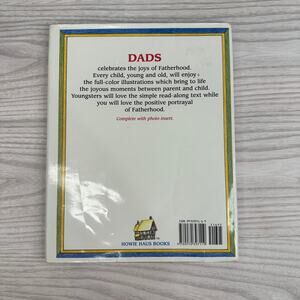 DADS
celebrates the joys of Fatherhood.
Every child, young and old, will enjoy
the full-color illustrations which bring to life
the joyous moments between parent and child.
Youngsters will love the simple read-along text while
you will love the positive portrayal
of Fatherhood.
Complete with photo insert.
HOWIE HAUS BOOKS